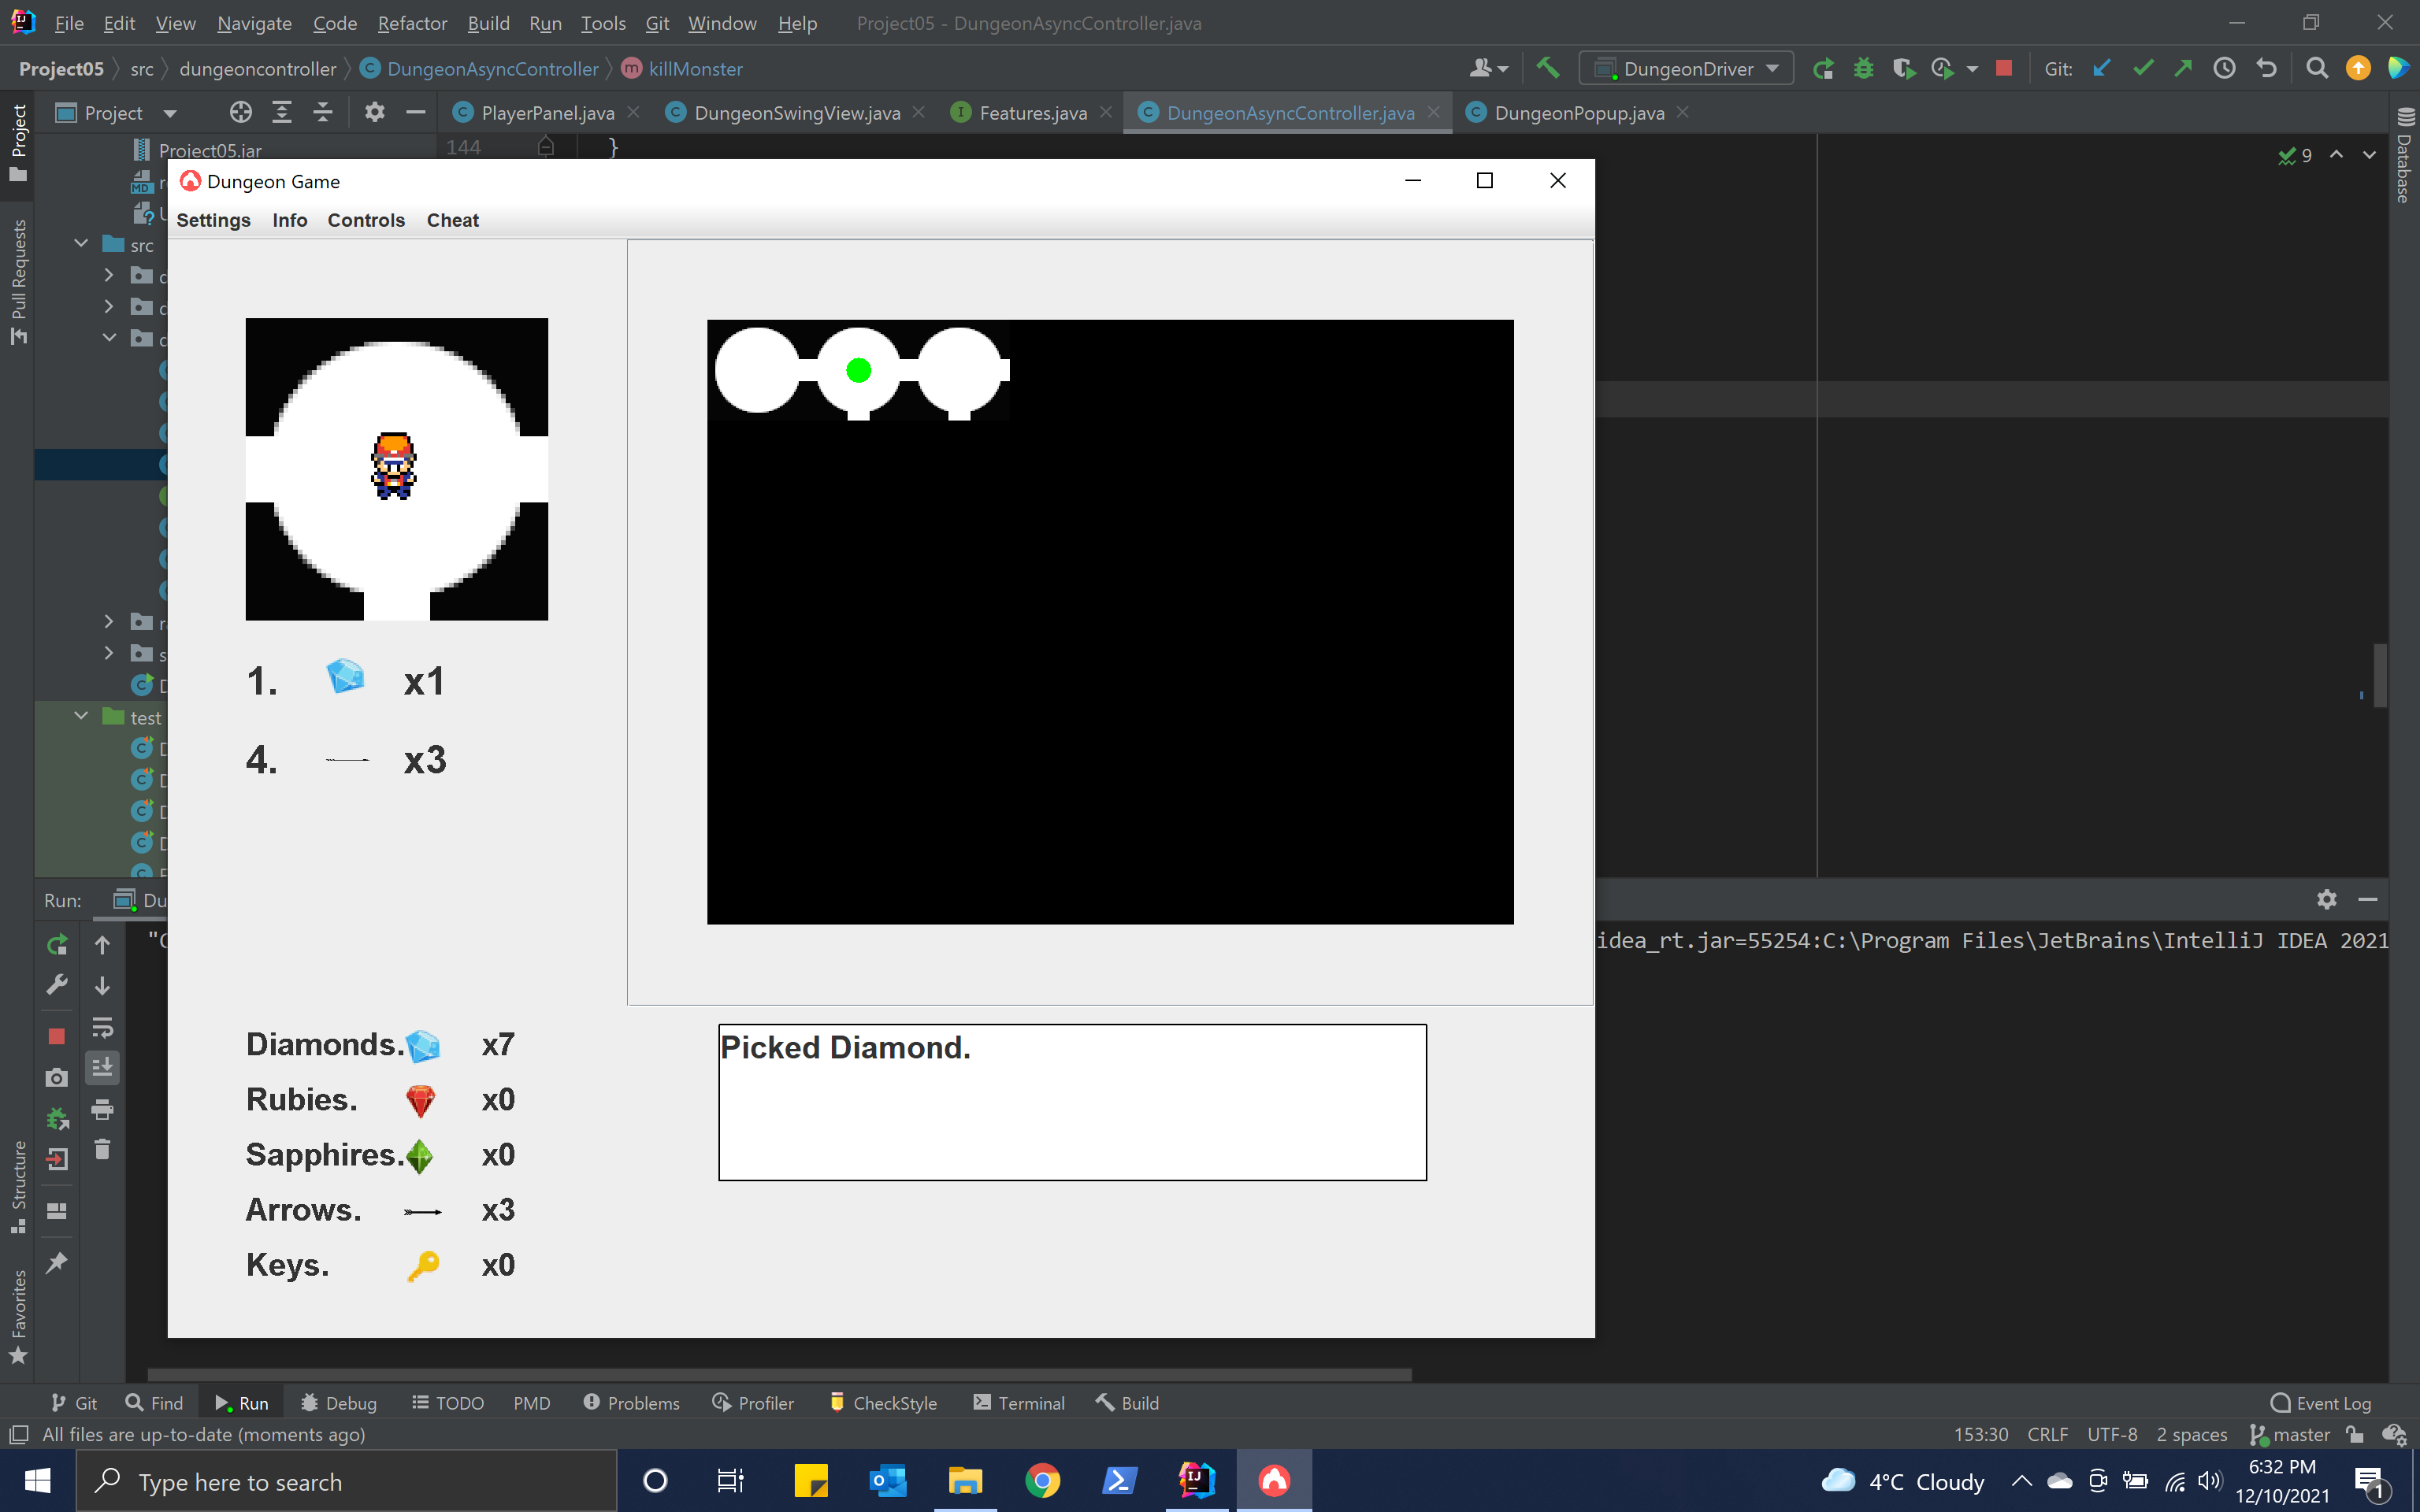 File Edit View Navigate Code Refactor Build Run Tools Git Window Help Project05 - DungeonAsyncController.java
Project05 src dungeoncontroller DungeonAsyncController killMonster DungeonDriver Git:
Project PlayerPanel.java DungeonSwingView.java Features.java DungeonAsyncController.java DungeonPopup.java
Project
Pull Requests
Structure
Favorites
Database
Project05.jar
144 }
9
src
test
Dungeon Game
Settings Info Controls Cheat
1. x1
4. x3
Diamonds. x7
Rubies. x0
Sapphires. x0
Arrows. x3
Keys. x0
Picked Diamond.
Run: Du
idea_rt.jar=55254:C:\Program Files\JetBrains\IntelliJ IDEA 2021
Git Find Run Debug TODO PMD Problems Profiler CheckStyle Terminal Build Event Log
All files are up-to-date (moments ago) 153:30 CRLF UTF-8 2 spaces master
Type here to search
4°C Cloudy
6:32 PM
12/10/2021
1